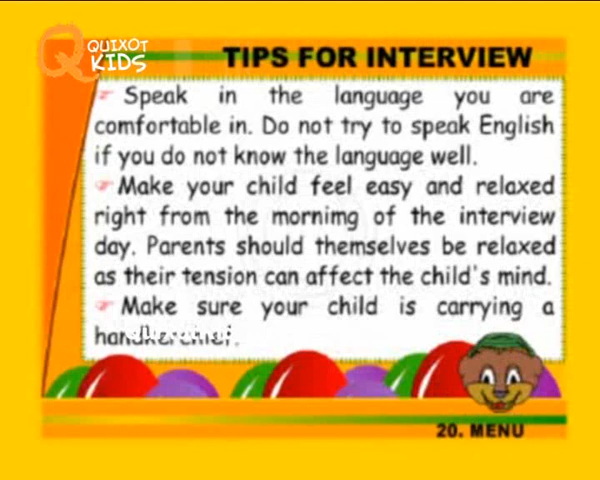 QUIXOT
KIDS
TIPS FOR INTERVIEW
Speak in the language you are
comfortable in. Do not try to speak English
if you do not know the language well.
Make your child feel easy and relaxed
right from the mornimg of the interview
day. Parents should themselves be relaxed
as their tension can affect the child's mind.
Make sure your child is carrying a
handkerchief.
20. MENU